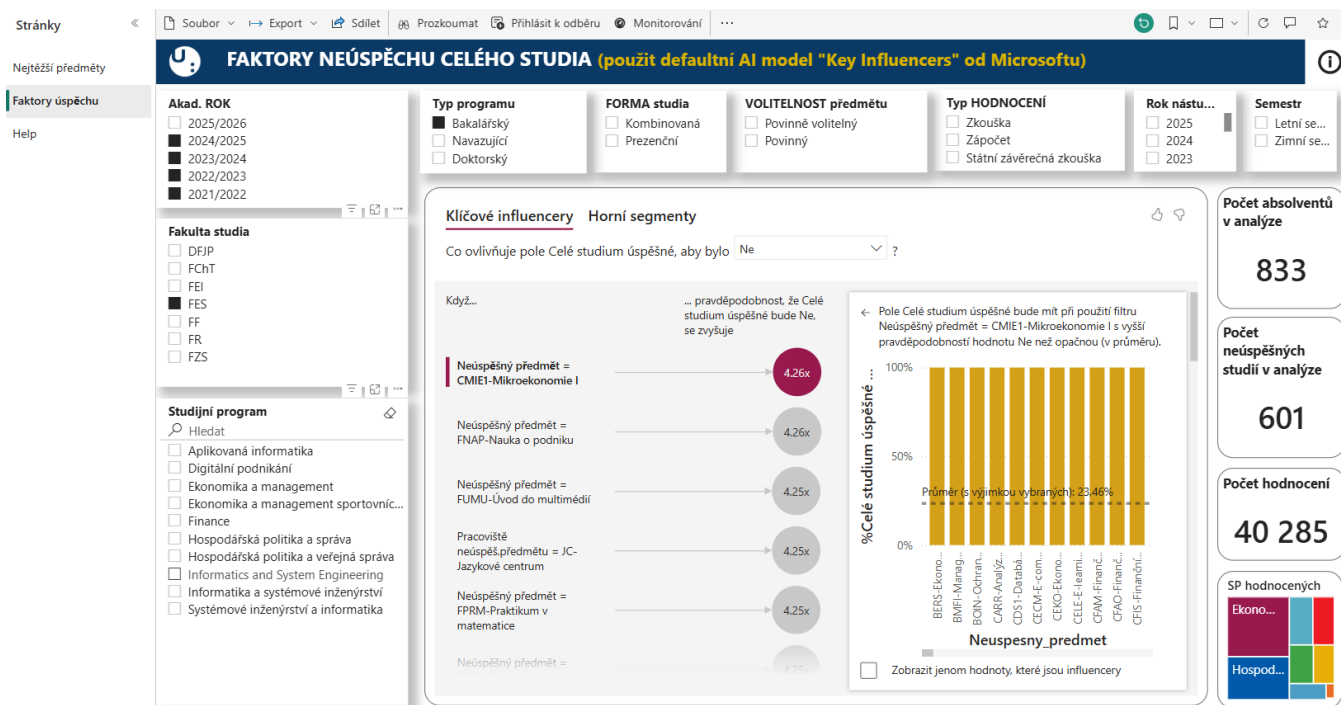 Stránky
Nejtěžší předměty
Faktory úspěchu
Help
Soubor
Export
Sdílet
Prozkoumat
Přihlásit k odběru
Monitorování
FAKTORY NEÚSPĚCHU CELÉHO STUDIA (použit defaultní AI model "Key Influencers" od Microsoftu)
Akad. ROK
2025/2026
2024/2025
2023/2024
2022/2023
2021/2022
Typ programu
Bakalářský
Navazující
Doktorský
FORMA studia
Kombinovaná
Prezenční
VOLITELNOST předmětu
Povinně volitelný
Povinný
Typ HODNOCENÍ
Zkouška
Zápočet
Státní závěrečná zkouška
Rok nástu...
2025
2024
2023
Semestr
Letní se...
Zimní se...
Fakulta studia
DFJP
FChT
FEI
FES
FF
FR
FZS
Studijní program
Hledat
Aplikovaná informatika
Digitální podnikání
Ekonomika a management
Ekonomika a management sportovníc...
Finance
Hospodářská politika a správa
Hospodářská politika a veřejná správa
Informatics and System Engineering
Informatika a systémové inženýrství
Systémové inženýrství a informatika
Klíčové influencery
Horní segmenty
Co ovlivňuje pole Celé studium úspěšné, aby bylo Ne ?
Když...
... pravděpodobnost, že Celé
studium úspěšné bude Ne,
se zvyšuje
Neúspěšný předmět =
CMIE1-Mikroekonomie I
4.26x
Neúspěšný předmět =
FNAP-Nauka o podniku
4.26x
Neúspěšný předmět =
FUMU-Úvod do multimédií
4.25x
Pracoviště
neúspěš.předmětu = JC-
Jazykové centrum
4.25x
Neúspěšný předmět =
FPRM-Praktikum v
matematice
4.25x
Neúspěšný předmět =
4.25x
Pole Celé studium úspěšné bude mít při použití filtru
Neúspěšný předmět = CMIE1-Mikroekonomie I s vyšší
pravděpodobností hodnotu Ne než opačnou (v průměru).
%Celé studium úspěšné ...
100%
50%
0%
Průměr (s výjimkou vybraných): 23.46%
BERS-Ekono...
BMFI-Manag...
BOIN-Ochran...
CARR-Analýz...
CDS1-Databá...
CECM-E-com...
CEKO-Ekono...
CELE-E-learni...
CFAM-Finanč...
CFAO-Finanč...
CFIS-Finanční...
Neuspesny_predmet
Zobrazit jenom hodnoty, které jsou influencery
Počet absolventů
v analýze
833
Počet
neúspěšných
studií v analýze
601
Počet hodnocení
40 285
SP hodnocených
Ekono...
Hospod...